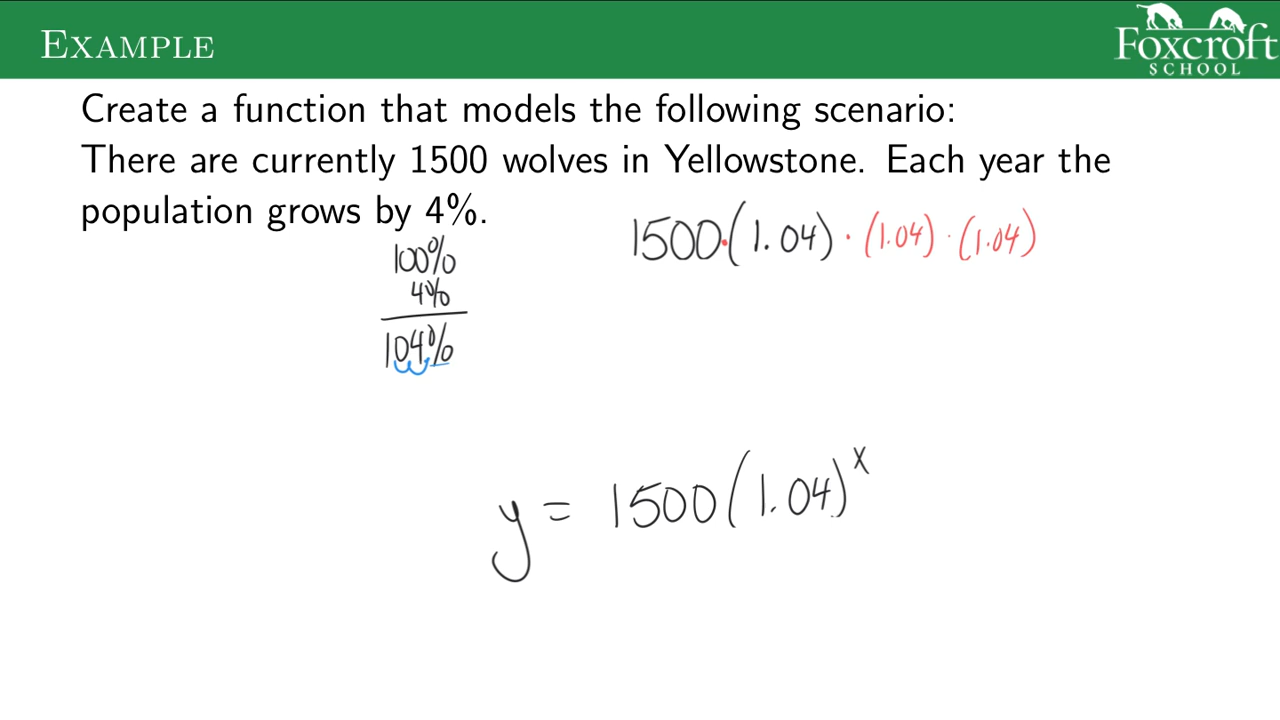 EXAMPLE
Foxcroft
SCHOOL
Create a function that models the following scenario:
There are currently 1500 wolves in Yellowstone. Each year the
population grows by 4%.
1500·(1.04)·(1.04)·(1.04)
100%
4%
104%
y = 1500(1.04)^x